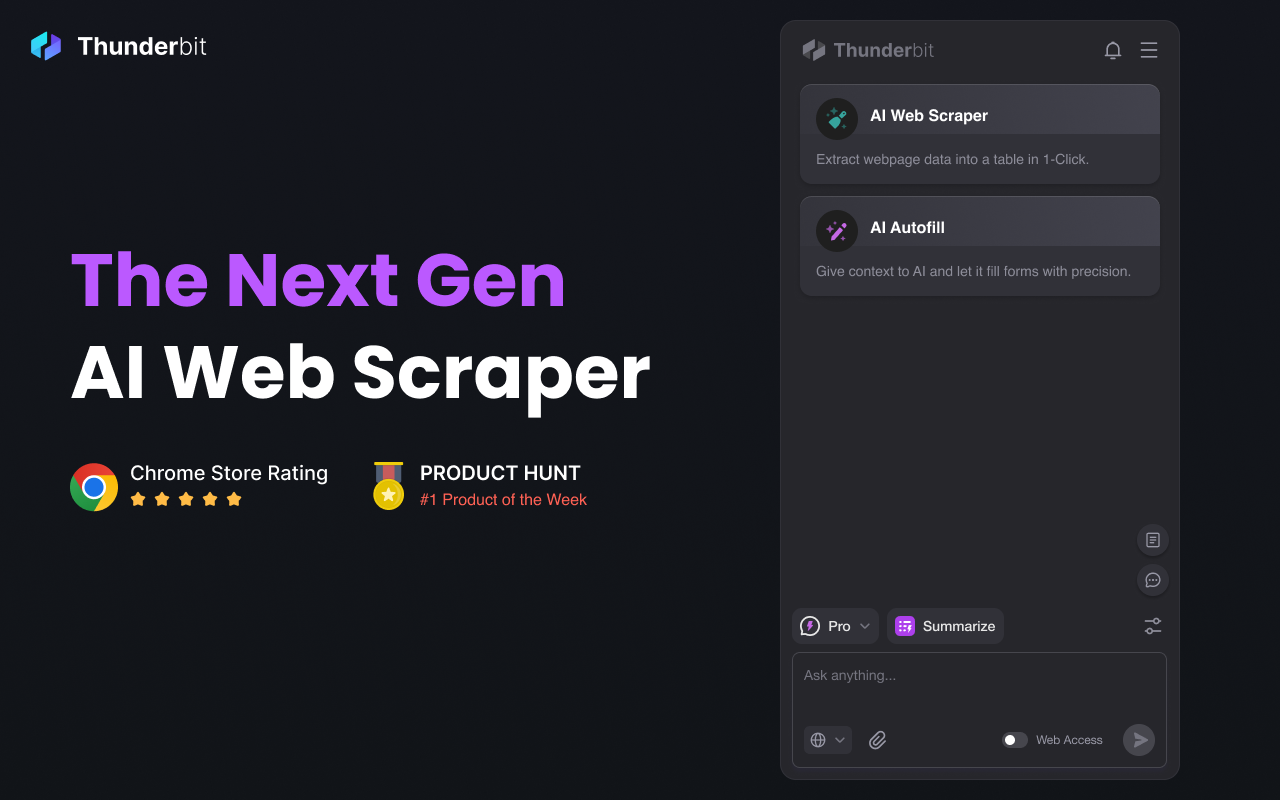 Thunderbit
The Next Gen
AI Web Scraper
Chrome Store Rating
PRODUCT HUNT
#1 Product of the Week
Thunderbit
AI Web Scraper
Extract webpage data into a table in 1-Click.
AI Autofill
Give context to AI and let it fill forms with precision.
Pro
Summarize
Ask anything...
Web Access